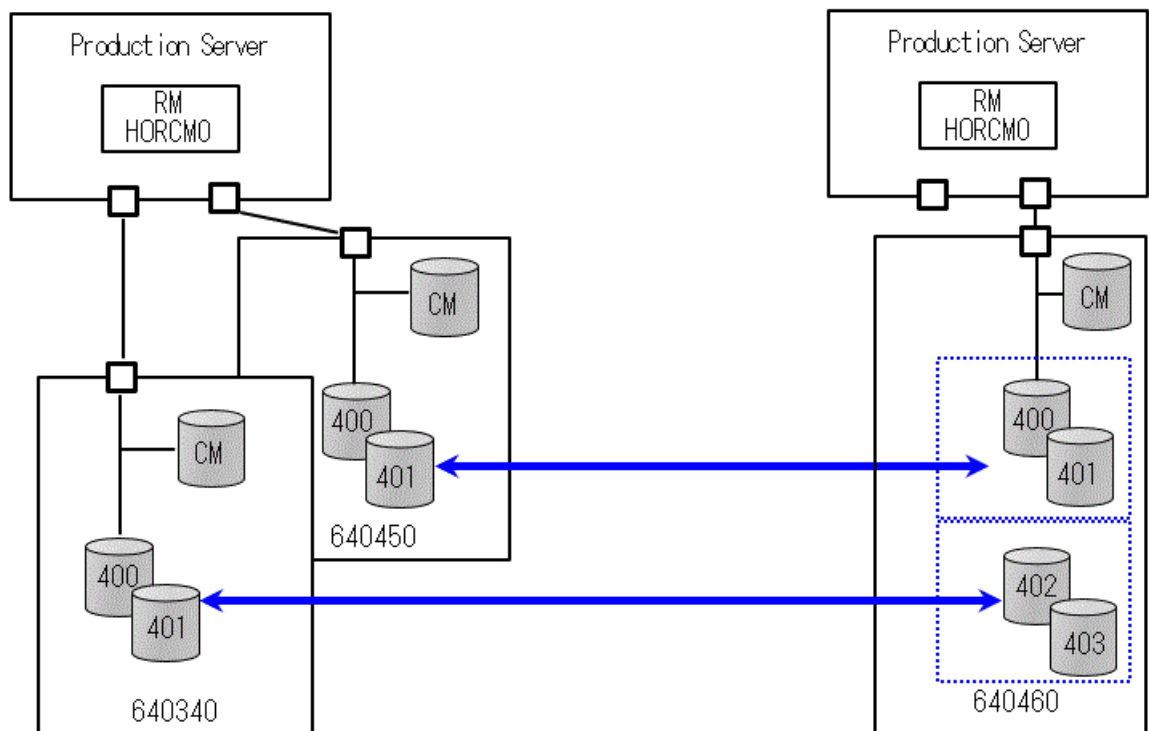 Production Server
RM
HORCM0
Production Server
RM
HORCM0
CM
400
401
640450
CM
400
401
640340
CM
400
401
402
403
640460